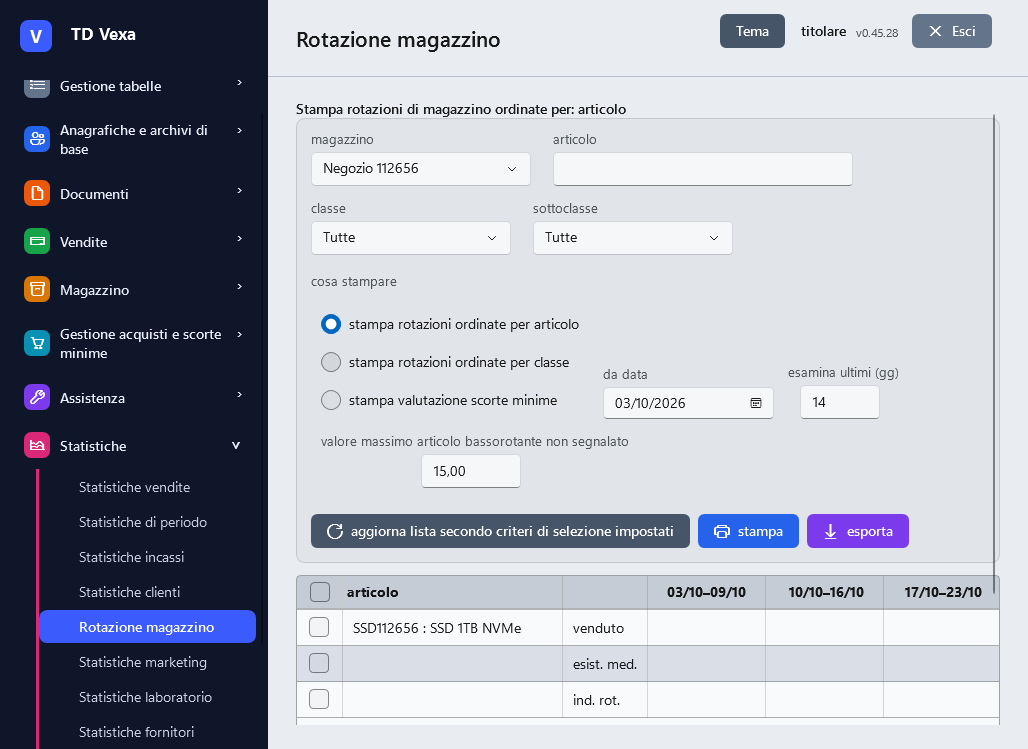 V
TD Vexa
Gestione tabelle
Anagrafiche e archivi di
base
Documenti
Vendite
Magazzino
Gestione acquisti e scorte
minime
Assistenza
Statistiche
Statistiche vendite
Statistiche di periodo
Statistiche incassi
Statistiche clienti
Rotazione magazzino
Statistiche marketing
Statistiche laboratorio
Statistiche fornitori
Rotazione magazzino
Tema
titolare v0.45.28
Esci
Stampa rotazioni di magazzino ordinate per: articolo
magazzino articolo
Negozio 112656
classe sottoclasse
Tutte Tutte
cosa stampare
stampa rotazioni ordinate per articolo
stampa rotazioni ordinate per classe
stampa valutazione scorte minime
da data esamina ultimi (gg)
03/10/2026 14
valore massimo articolo bassorotante non segnalato
15,00
aggiorna lista secondo criteri di selezione impostati stampa esporta
articolo 03/10–09/10 10/10–16/10 17/10–23/10
SSD112656 : SSD 1TB NVMe venduto
esist. med.
ind. rot.